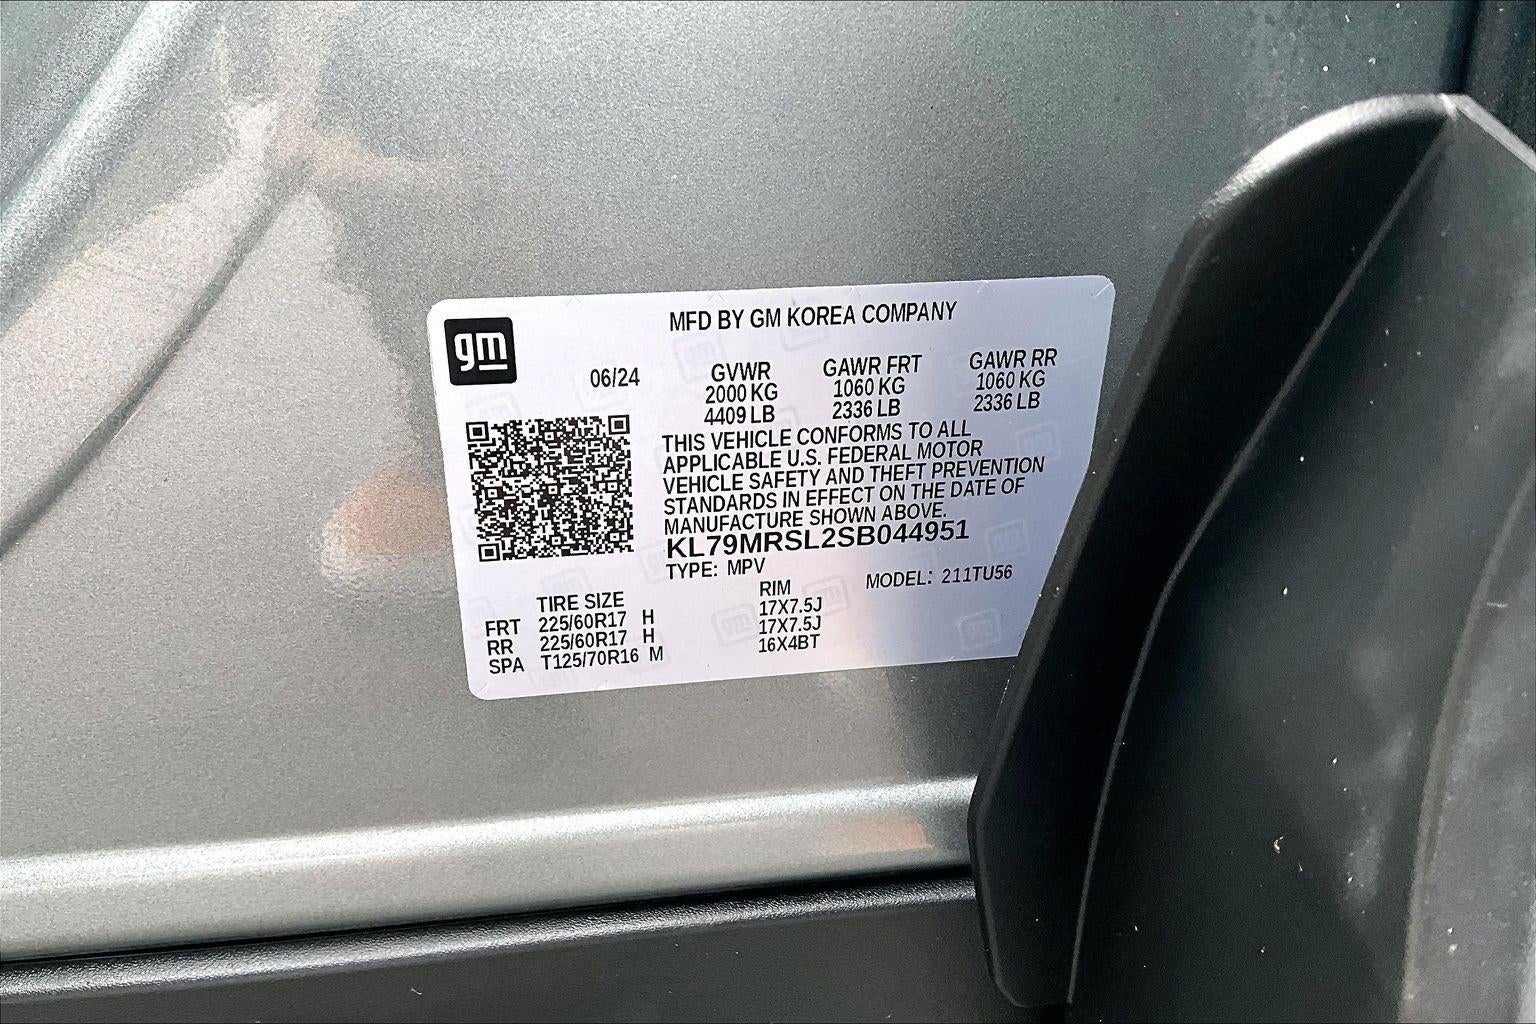 MFD BY GM KOREA COMPANY
gm
06/24
GVWR GAWR FRT GAWR RR
2000 KG 1060 KG 1060 KG
4409 LB 2336 LB 2336 LB
THIS VEHICLE CONFORMS TO ALL
APPLICABLE U.S. FEDERAL MOTOR
VEHICLE SAFETY AND THEFT PREVENTION
STANDARDS IN EFFECT ON THE DATE OF
MANUFACTURE SHOWN ABOVE.
KL79MRSL2SB044951
TYPE: MPV MODEL: 211TU56
TIRE SIZE RIM
FRT 225/60R17 H 17X7.5J
RR 225/60R17 H 17X7.5J
SPA T125/70R16 M 16X4BT